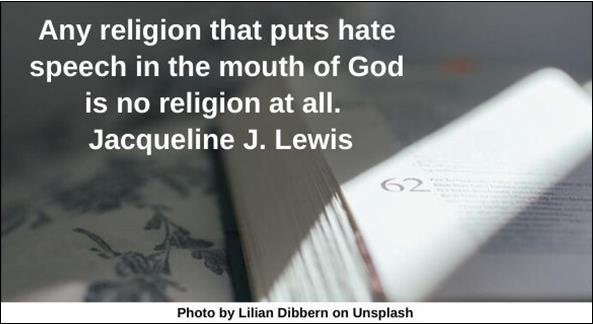 Any religion that puts hate
speech in the mouth of God
is no religion at all.
Jacqueline J. Lewis
62
Photo by Lilian Dibbern on Unsplash